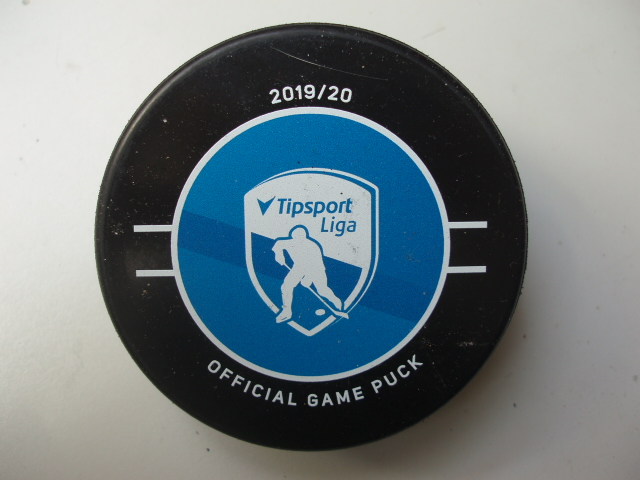 2019/20
Tipsport
Liga
OFFICIAL GAME PUCK